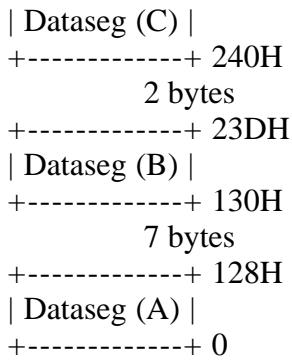 | Dataseg (C) |
+-------------+ 240H
2 bytes
+-------------+ 23DH
| Dataseg (B) |
+-------------+ 130H
7 bytes
+-------------+ 128H
| Dataseg (A) |
+-------------+ 0